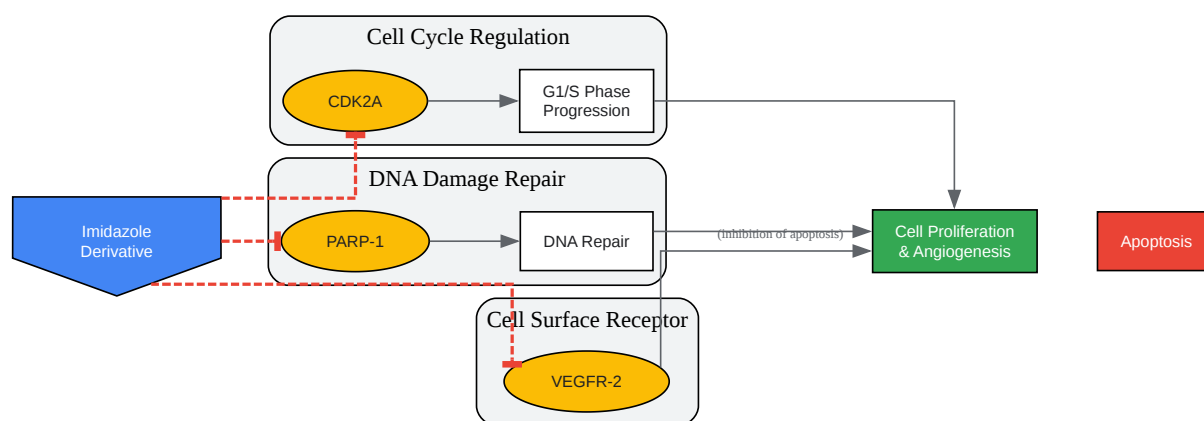 Cell Cycle Regulation
CDK2A
G1/S Phase
Progression
DNA Damage Repair
Imidazole
Derivative
PARP-1
DNA Repair
(inhibition of apoptosis)
Cell Proliferation
& Angiogenesis
Apoptosis
Cell Surface Receptor
VEGFR-2